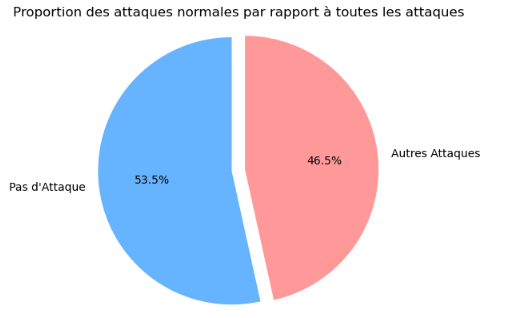 Proportion des attaques normales par rapport à toutes les attaques
Autres Attaques
46.5%
53.5%
Pas d'Attaque